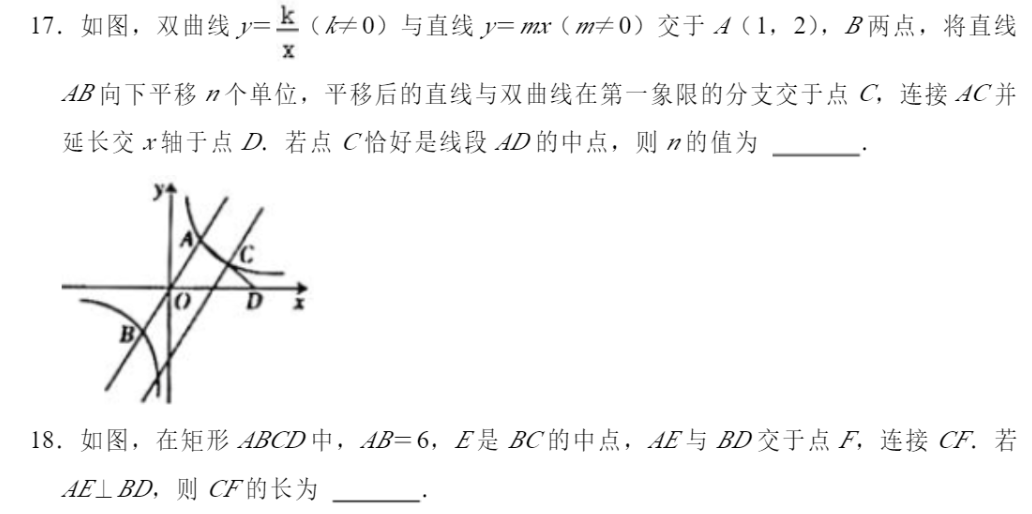 17．如图，双曲线 y=k/x（k≠0）与直线 y=mx（m≠0）交于 A（1，2），B 两点，将直线
AB 向下平移 n 个单位，平移后的直线与双曲线在第一象限的分支交于点 C，连接 AC 并
延长交 x 轴于点 D．若点 C 恰好是线段 AD 的中点，则 n 的值为 ______．
y
A
C
O
D
x
B
18．如图，在矩形 ABCD 中，AB=6，E 是 BC 的中点，AE 与 BD 交于点 F，连接 CF．若
AE⊥BD，则 CF 的长为 ______．